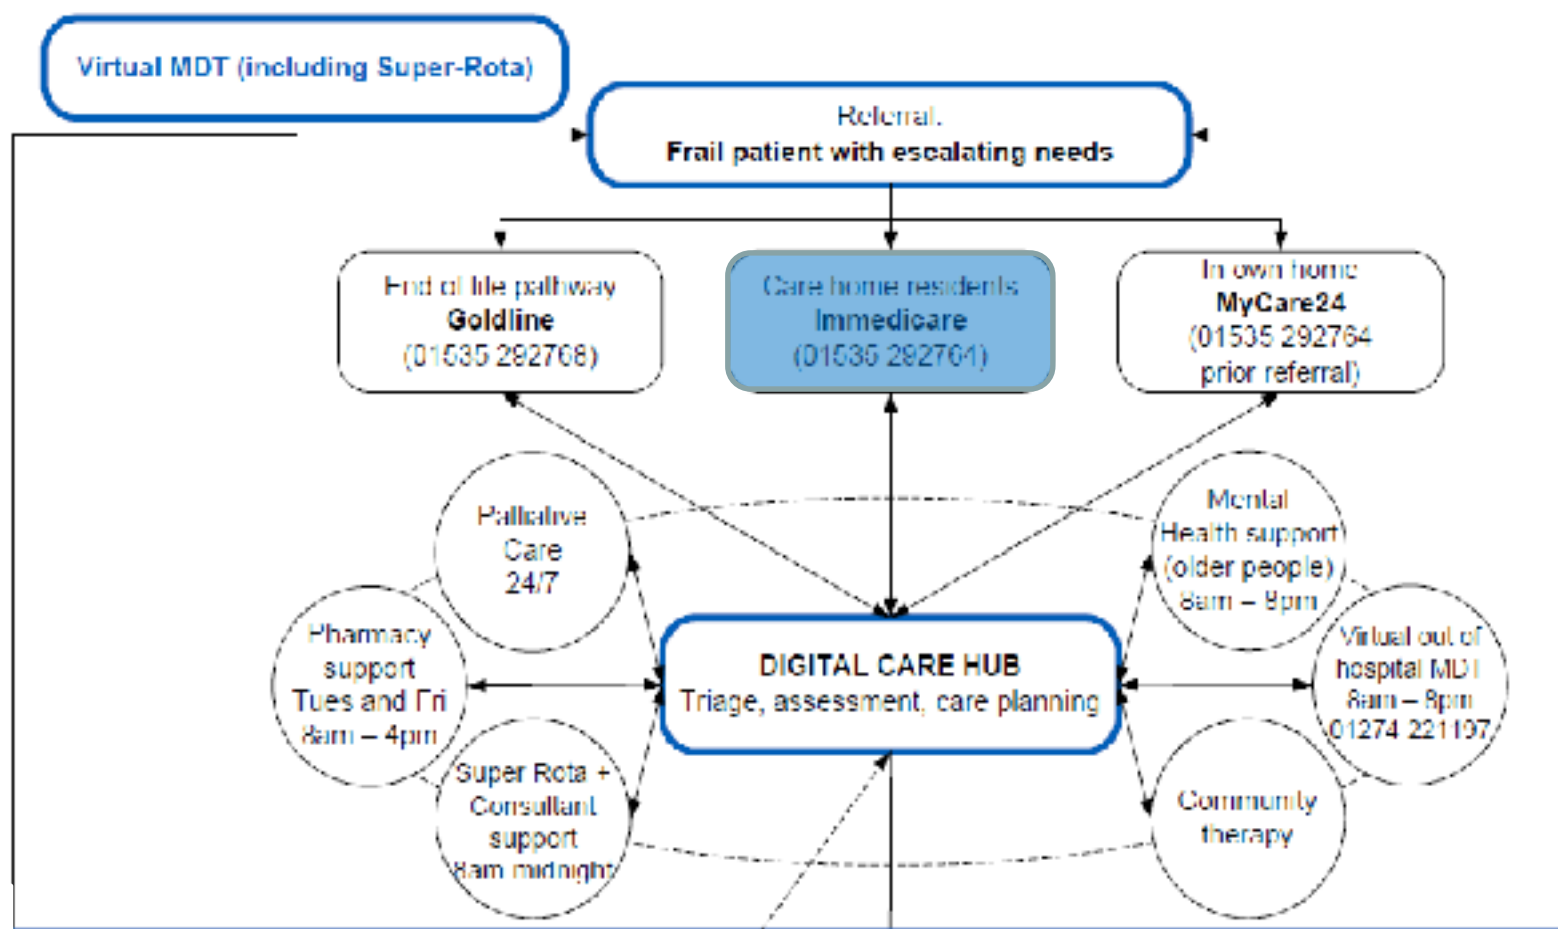 Virtual MDT (including Super-Rota)
Referral.
Frail patient with escalating needs
End of life pathway
Goldline
(01535 292768)
Care home residents
Immedicare
(01535 292764)
In own home
MyCare24
(01535 292764
prior referral)
Palliative
Care
24/7
Mental
Health support
(older people)
8am – 8pm
Pharmacy
support
Tues and Fri
8am – 4pm
DIGITAL CARE HUB
Triage, assessment, care planning
Virtual out of
hospital MDT
8am – 8pm
01274 221197
Super Rota +
Consultant
support
8am midnight
Community
therapy